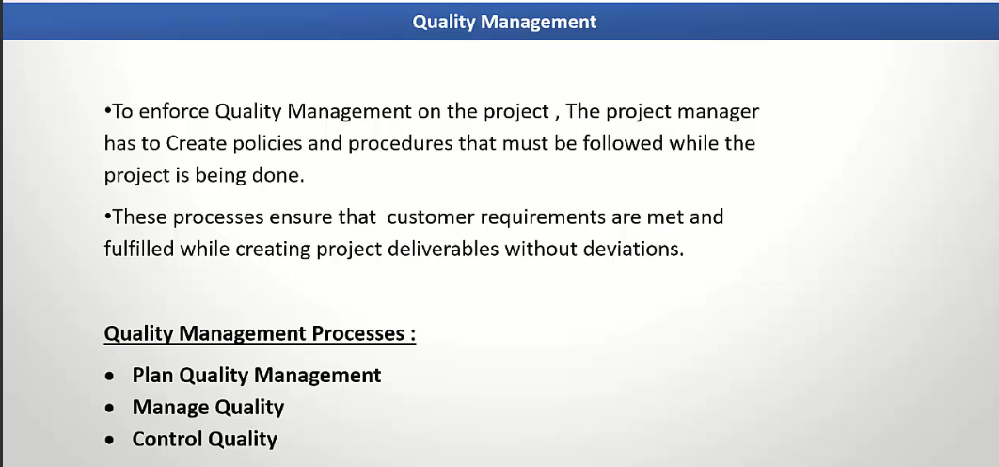 Quality Management
•To enforce Quality Management on the project , The project manager
has to Create policies and procedures that must be followed while the
project is being done.
•These processes ensure that  customer requirements are met and
fulfilled while creating project deliverables without deviations.
Quality Management Processes :
• Plan Quality Management
• Manage Quality
• Control Quality